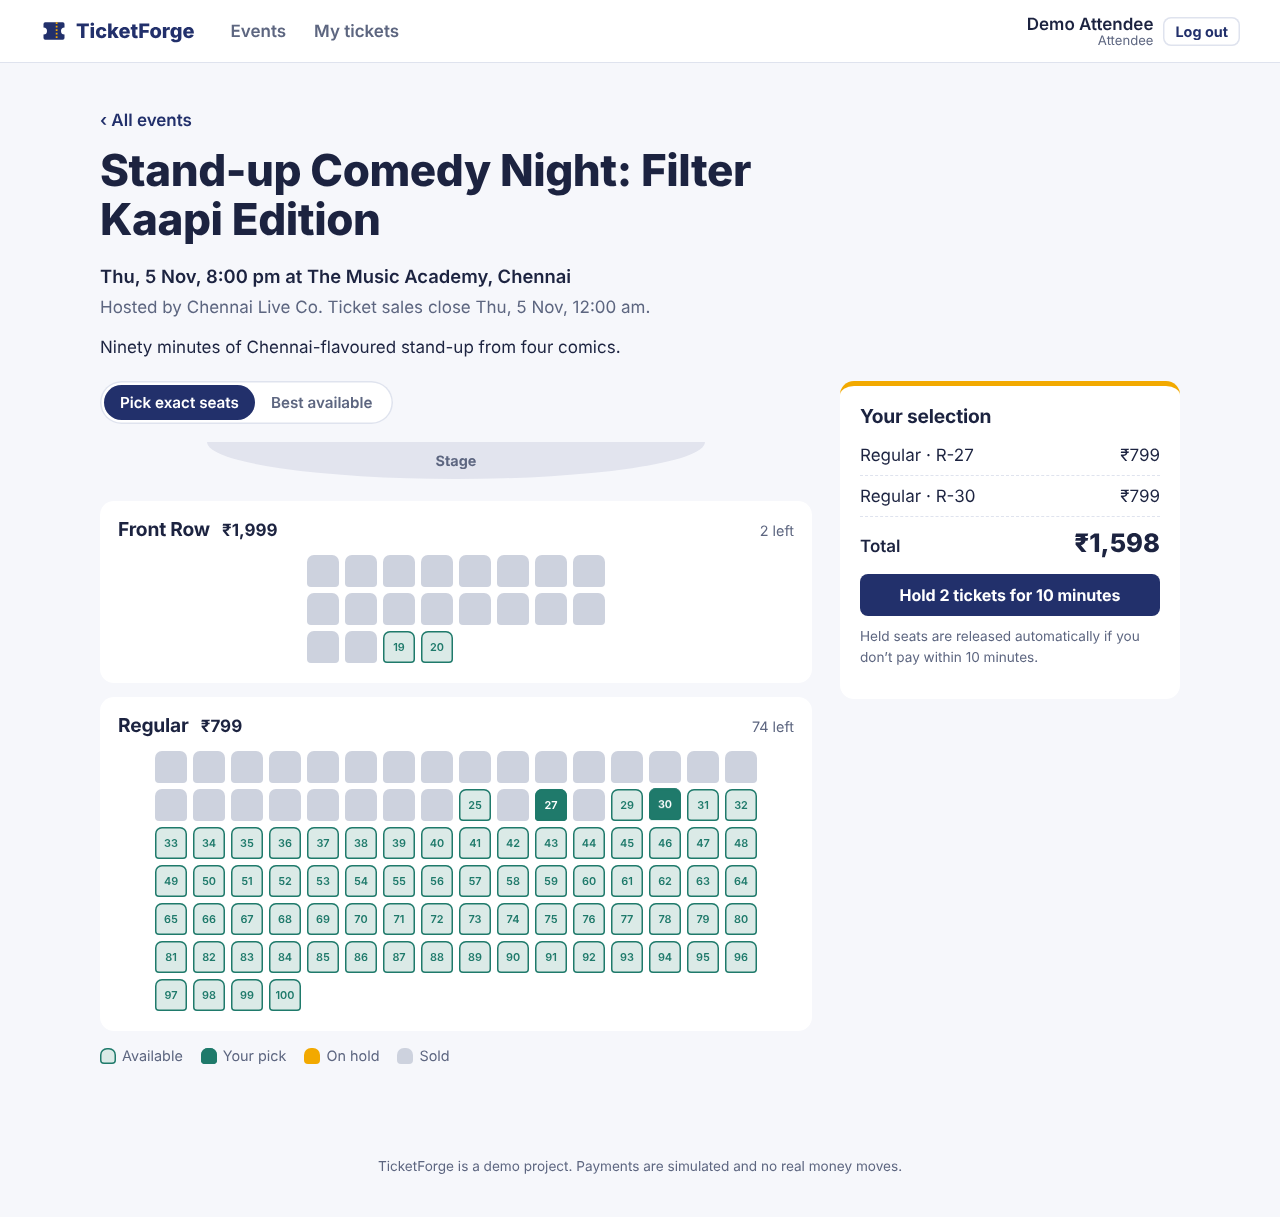 TicketForge
Events
My tickets
Demo Attendee
Attendee
Log out
‹ All events
Stand-up Comedy Night: Filter
Kaapi Edition
Thu, 5 Nov, 8:00 pm at The Music Academy, Chennai
Hosted by Chennai Live Co. Ticket sales close Thu, 5 Nov, 12:00 am.
Ninety minutes of Chennai-flavoured stand-up from four comics.
Pick exact seats
Best available
Stage
Front Row ₹1,999
2 left
19 20
Regular ₹799
74 left
25 27 29 30 31 32
33 34 35 36 37 38 39 40 41 42 43 44 45 46 47 48
49 50 51 52 53 54 55 56 57 58 59 60 61 62 63 64
65 66 67 68 69 70 71 72 73 74 75 76 77 78 79 80
81 82 83 84 85 86 87 88 89 90 91 92 93 94 95 96
97 98 99 100
Available
Your pick
On hold
Sold
Your selection
Regular · R-27 ₹799
Regular · R-30 ₹799
Total ₹1,598
Hold 2 tickets for 10 minutes
Held seats are released automatically if you
don’t pay within 10 minutes.
TicketForge is a demo project. Payments are simulated and no real money moves.